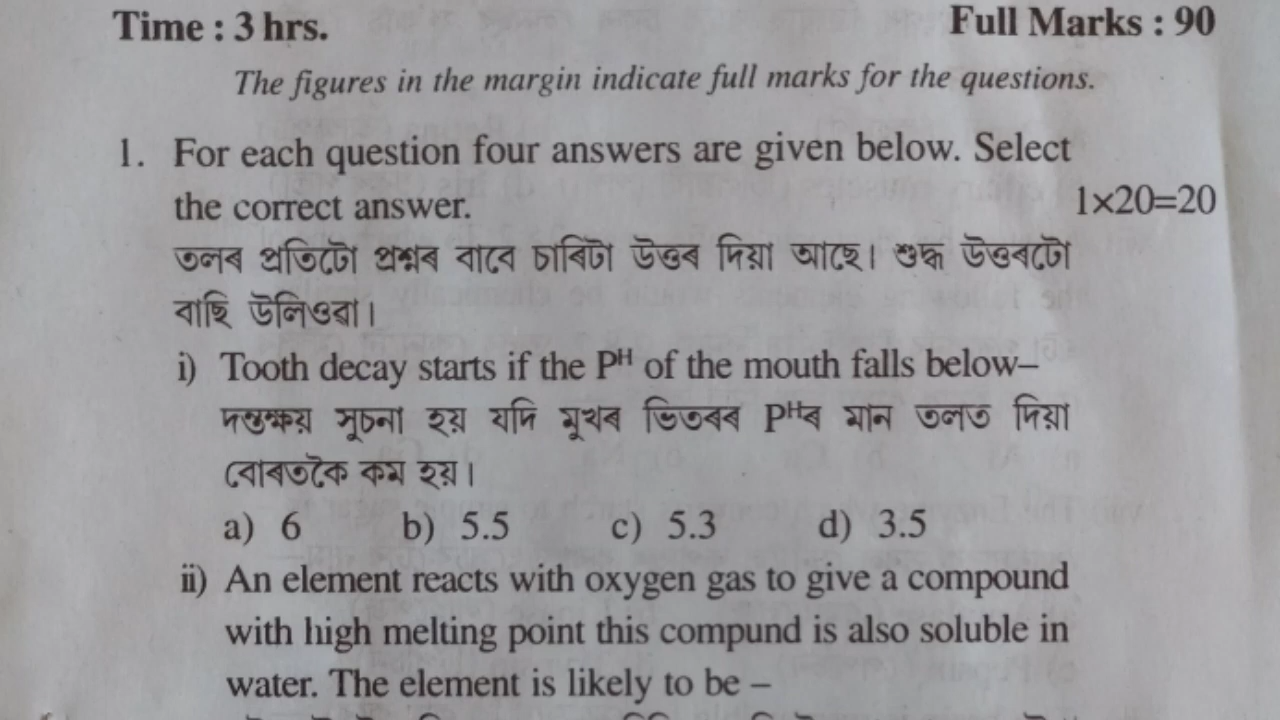 Time : 3 hrs. Full Marks : 90
The figures in the margin indicate full marks for the questions.
1. For each question four answers are given below. Select
the correct answer. 1×20=20
তলৰ প্ৰতিটো প্ৰশ্নৰ বাবে চাৰিটা উত্তৰ দিয়া আছে। শুদ্ধ উত্তৰটো
বাছি উলিওৱা।
i) Tooth decay starts if the Pᴴ of the mouth falls below–
দন্তক্ষয় সূচনা হয় যদি মুখৰ ভিতৰৰ Pᴴৰ মান তলত দিয়া
বোৰতকৈ কম হয়।
a) 6 b) 5.5 c) 5.3 d) 3.5
ii) An element reacts with oxygen gas to give a compound
with high melting point this compund is also soluble in
water. The element is likely to be –